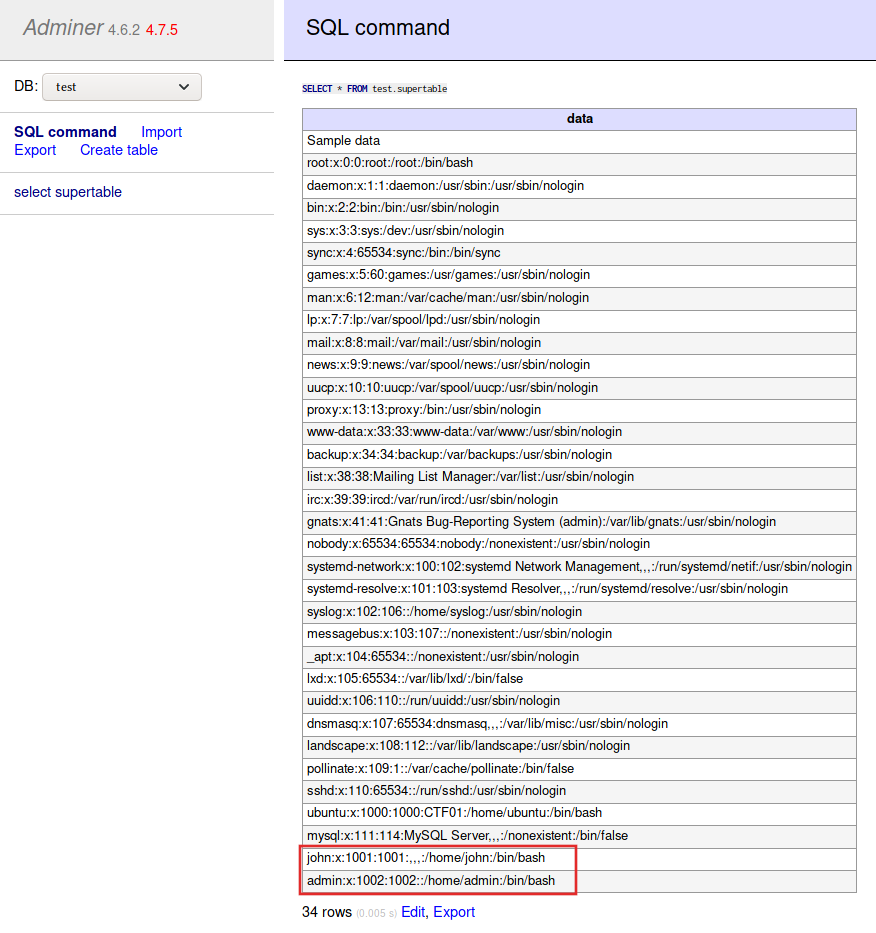 Adminer 4.6.2 4.7.5
DB: test
SQL command Import
Export Create table
select supertable
SQL command
SELECT * FROM test.supertable
data
Sample data
root:x:0:0:root:/root:/bin/bash
daemon:x:1:1:daemon:/usr/sbin:/usr/sbin/nologin
bin:x:2:2:bin:/bin:/usr/sbin/nologin
sys:x:3:3:sys:/dev:/usr/sbin/nologin
sync:x:4:65534:sync:/bin:/bin/sync
games:x:5:60:games:/usr/games:/usr/sbin/nologin
man:x:6:12:man:/var/cache/man:/usr/sbin/nologin
lp:x:7:7:lp:/var/spool/lpd:/usr/sbin/nologin
mail:x:8:8:mail:/var/mail:/usr/sbin/nologin
news:x:9:9:news:/var/spool/news:/usr/sbin/nologin
uucp:x:10:10:uucp:/var/spool/uucp:/usr/sbin/nologin
proxy:x:13:13:proxy:/bin:/usr/sbin/nologin
www-data:x:33:33:www-data:/var/www:/usr/sbin/nologin
backup:x:34:34:backup:/var/backups:/usr/sbin/nologin
list:x:38:38:Mailing List Manager:/var/list:/usr/sbin/nologin
irc:x:39:39:ircd:/var/run/ircd:/usr/sbin/nologin
gnats:x:41:41:Gnats Bug-Reporting System (admin):/var/lib/gnats:/usr/sbin/nologin
nobody:x:65534:65534:nobody:/nonexistent:/usr/sbin/nologin
systemd-network:x:100:102:systemd Network Management,,,:/run/systemd/netif:/usr/sbin/nologin
systemd-resolve:x:101:103:systemd Resolver,,,:/run/systemd/resolve:/usr/sbin/nologin
syslog:x:102:106::/home/syslog:/usr/sbin/nologin
messagebus:x:103:107::/nonexistent:/usr/sbin/nologin
_apt:x:104:65534::/nonexistent:/usr/sbin/nologin
lxd:x:105:65534::/var/lib/lxd/:/bin/false
uuidd:x:106:110::/run/uuidd:/usr/sbin/nologin
dnsmasq:x:107:65534:dnsmasq,,,:/var/lib/misc:/usr/sbin/nologin
landscape:x:108:112::/var/lib/landscape:/usr/sbin/nologin
pollinate:x:109:1::/var/cache/pollinate:/bin/false
sshd:x:110:65534::/run/sshd:/usr/sbin/nologin
ubuntu:x:1000:1000:CTF01:/home/ubuntu:/bin/bash
mysql:x:111:114:MySQL Server,,,:/nonexistent:/bin/false
john:x:1001:1001:,,,:/home/john:/bin/bash
admin:x:1002:1002::/home/admin:/bin/bash
34 rows (0.005 s) Edit, Export